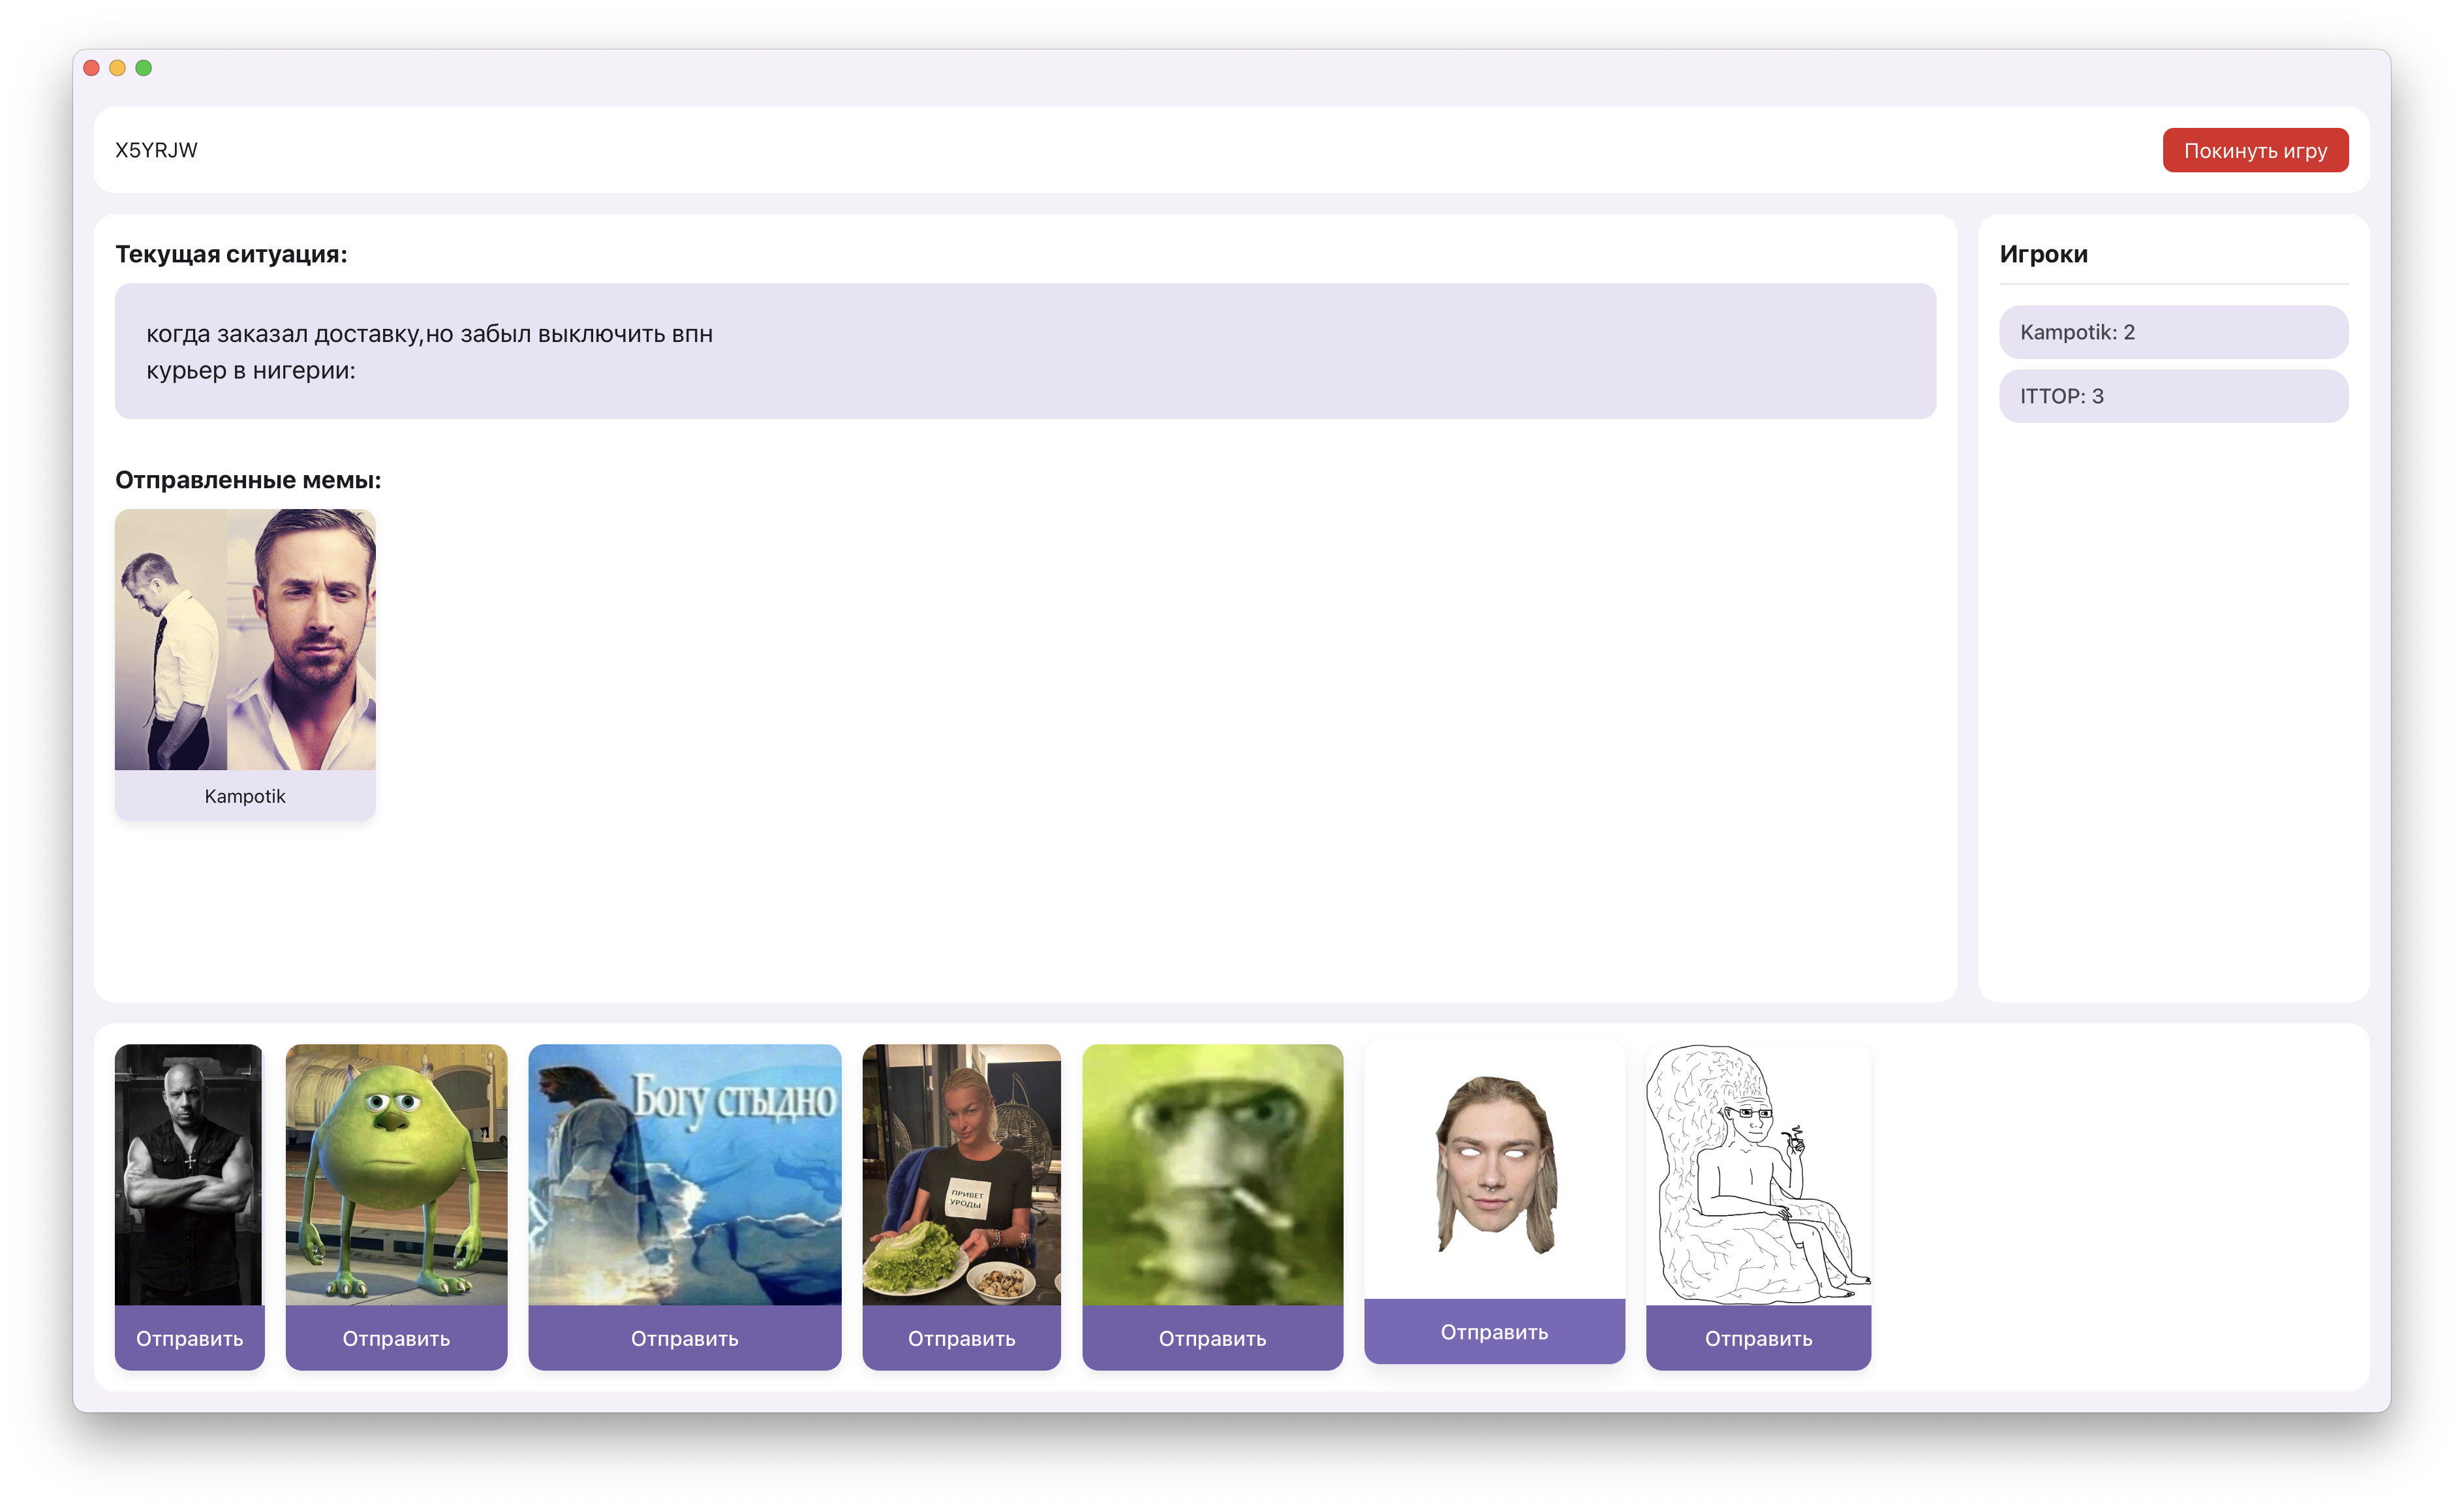 X5YRJW
Покинуть игру
Текущая ситуация:
когда заказал доставку,но забыл выключить впн
курьер в нигерии:
Отправленные мемы:
Kampotik
Игроки
Kampotik: 2
ITTOP: 3
Богу стыдно
ПРИВЕТ
УРОДЫ
Отправить
Отправить
Отправить
Отправить
Отправить
Отправить
Отправить